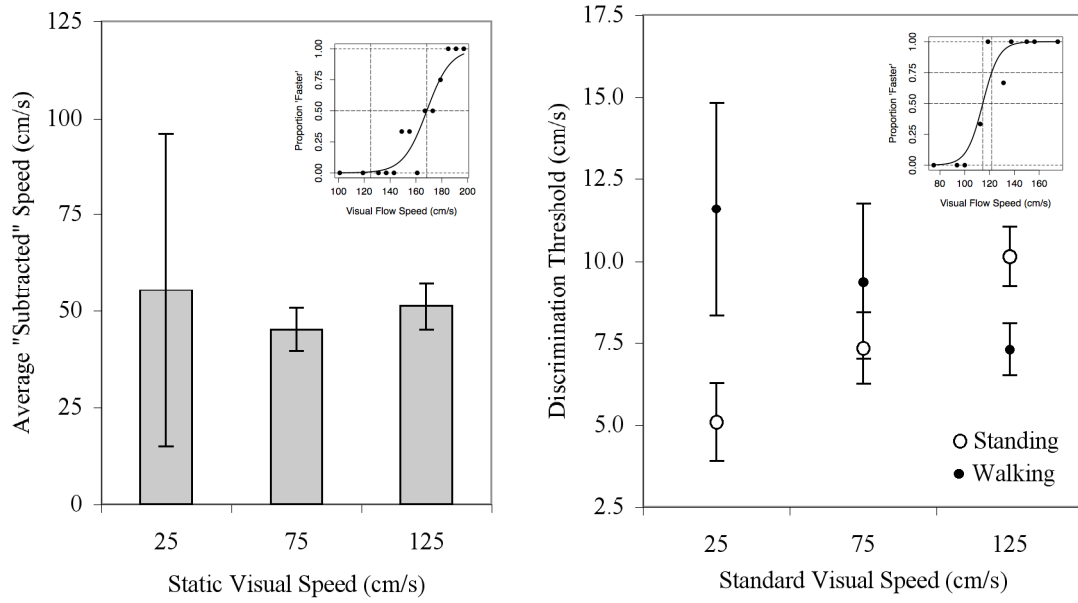 Average "Subtracted" Speed (cm/s)
125
100
75
50
25
0
25 75 125
Static Visual Speed (cm/s)
Proportion 'Faster'
1.00
0.75
0.50
0.25
0.00
100 120 140 160 180 200
Visual Flow Speed (cm/s)
Discrimination Threshold (cm/s)
17.5
15.0
12.5
10.0
7.5
5.0
2.5
25 75 125
Standard Visual Speed (cm/s)
Proportion 'Faster'
1.00
0.75
0.50
0.25
0.00
80 100 120 140 160
Visual Flow Speed (cm/s)
Standing
Walking